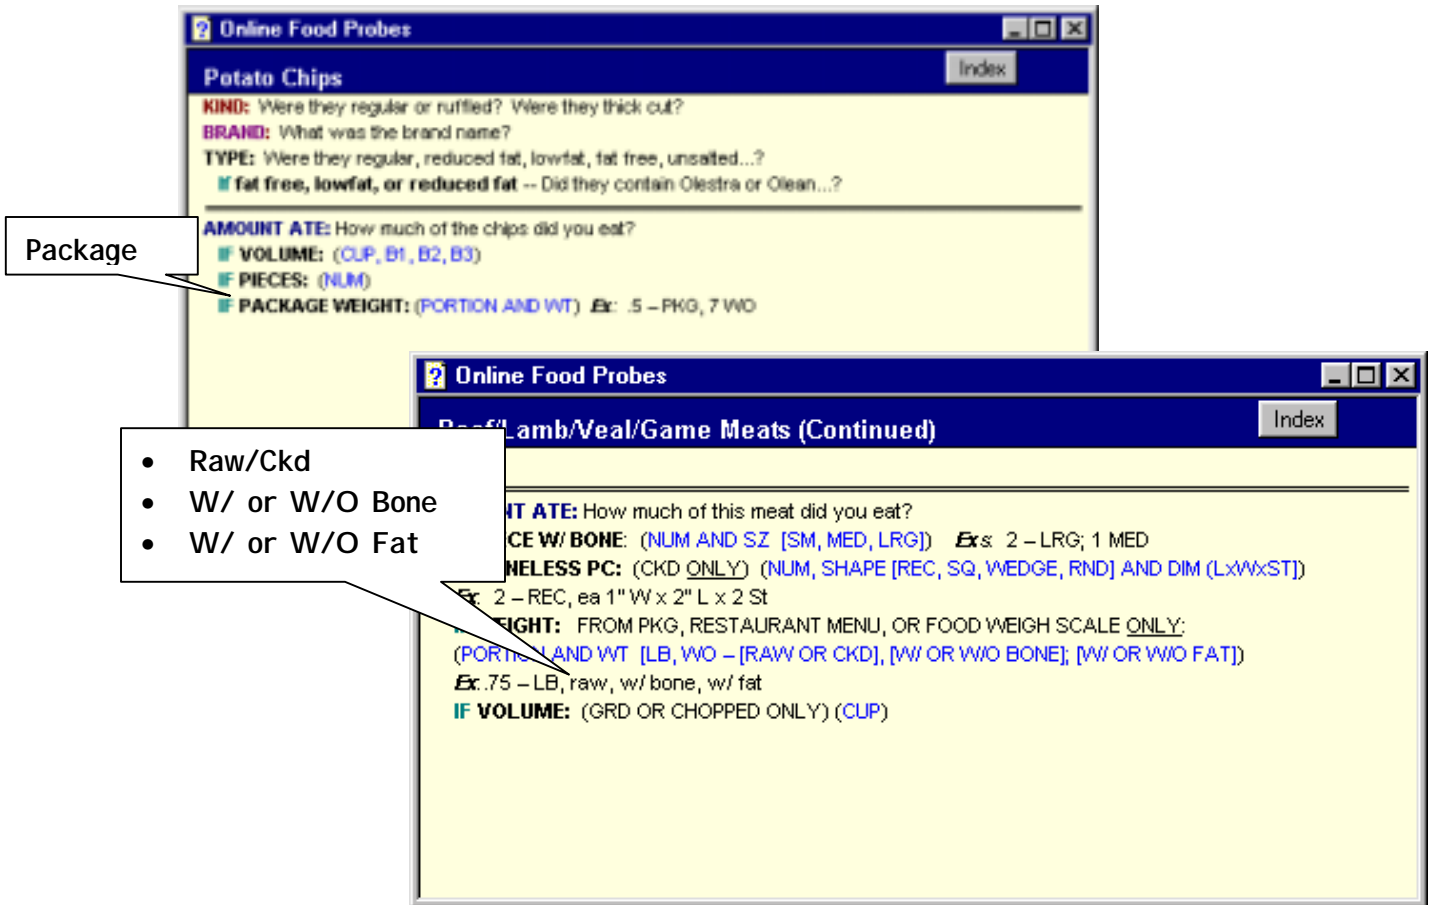 Online Food Probes
Potato Chips
Index
KIND: Were they regular or ruffled? Were they thick cut?
BRAND: What was the brand name?
TYPE: Were they regular, reduced fat, lowfat, fat free, unsalted...?
If fat free, lowfat, or reduced fat -- Did they contain Olestra or Olean...?
AMOUNT ATE: How much of the chips did you eat?
IF VOLUME: (CUP, B1, B2, B3)
IF PIECES: (NUM)
IF PACKAGE WEIGHT: (PORTION AND WT) Ex: .5 – PKG, 7 WO
Package
Online Food Probes
Lamb/Veal/Game Meats (Continued)
Index
• Raw/Ckd
• W/ or W/O Bone
• W/ or W/O Fat
NT ATE: How much of this meat did you eat?
CE W/ BONE: (NUM AND SZ [SM, MED, LRG]) Exs: 2 – LRG; 1 MED
NELESS PC: (CKD ONLY) (NUM, SHAPE [REC, SQ, WEDGE, RND] AND DIM (LxWxST])
Ex: 2 – REC, ea 1" W x 2" L x 2 St
EIGHT: FROM PKG, RESTAURANT MENU, OR FOOD WEIGH SCALE ONLY:
(PORTION AND WT [LB, WO – [RAW OR CKD], [W/ OR W/O BONE]; [W/ OR W/O FAT])
Ex: .75 – LB, raw, w/ bone, w/ fat
IF VOLUME: (GRD OR CHOPPED ONLY) (CUP)